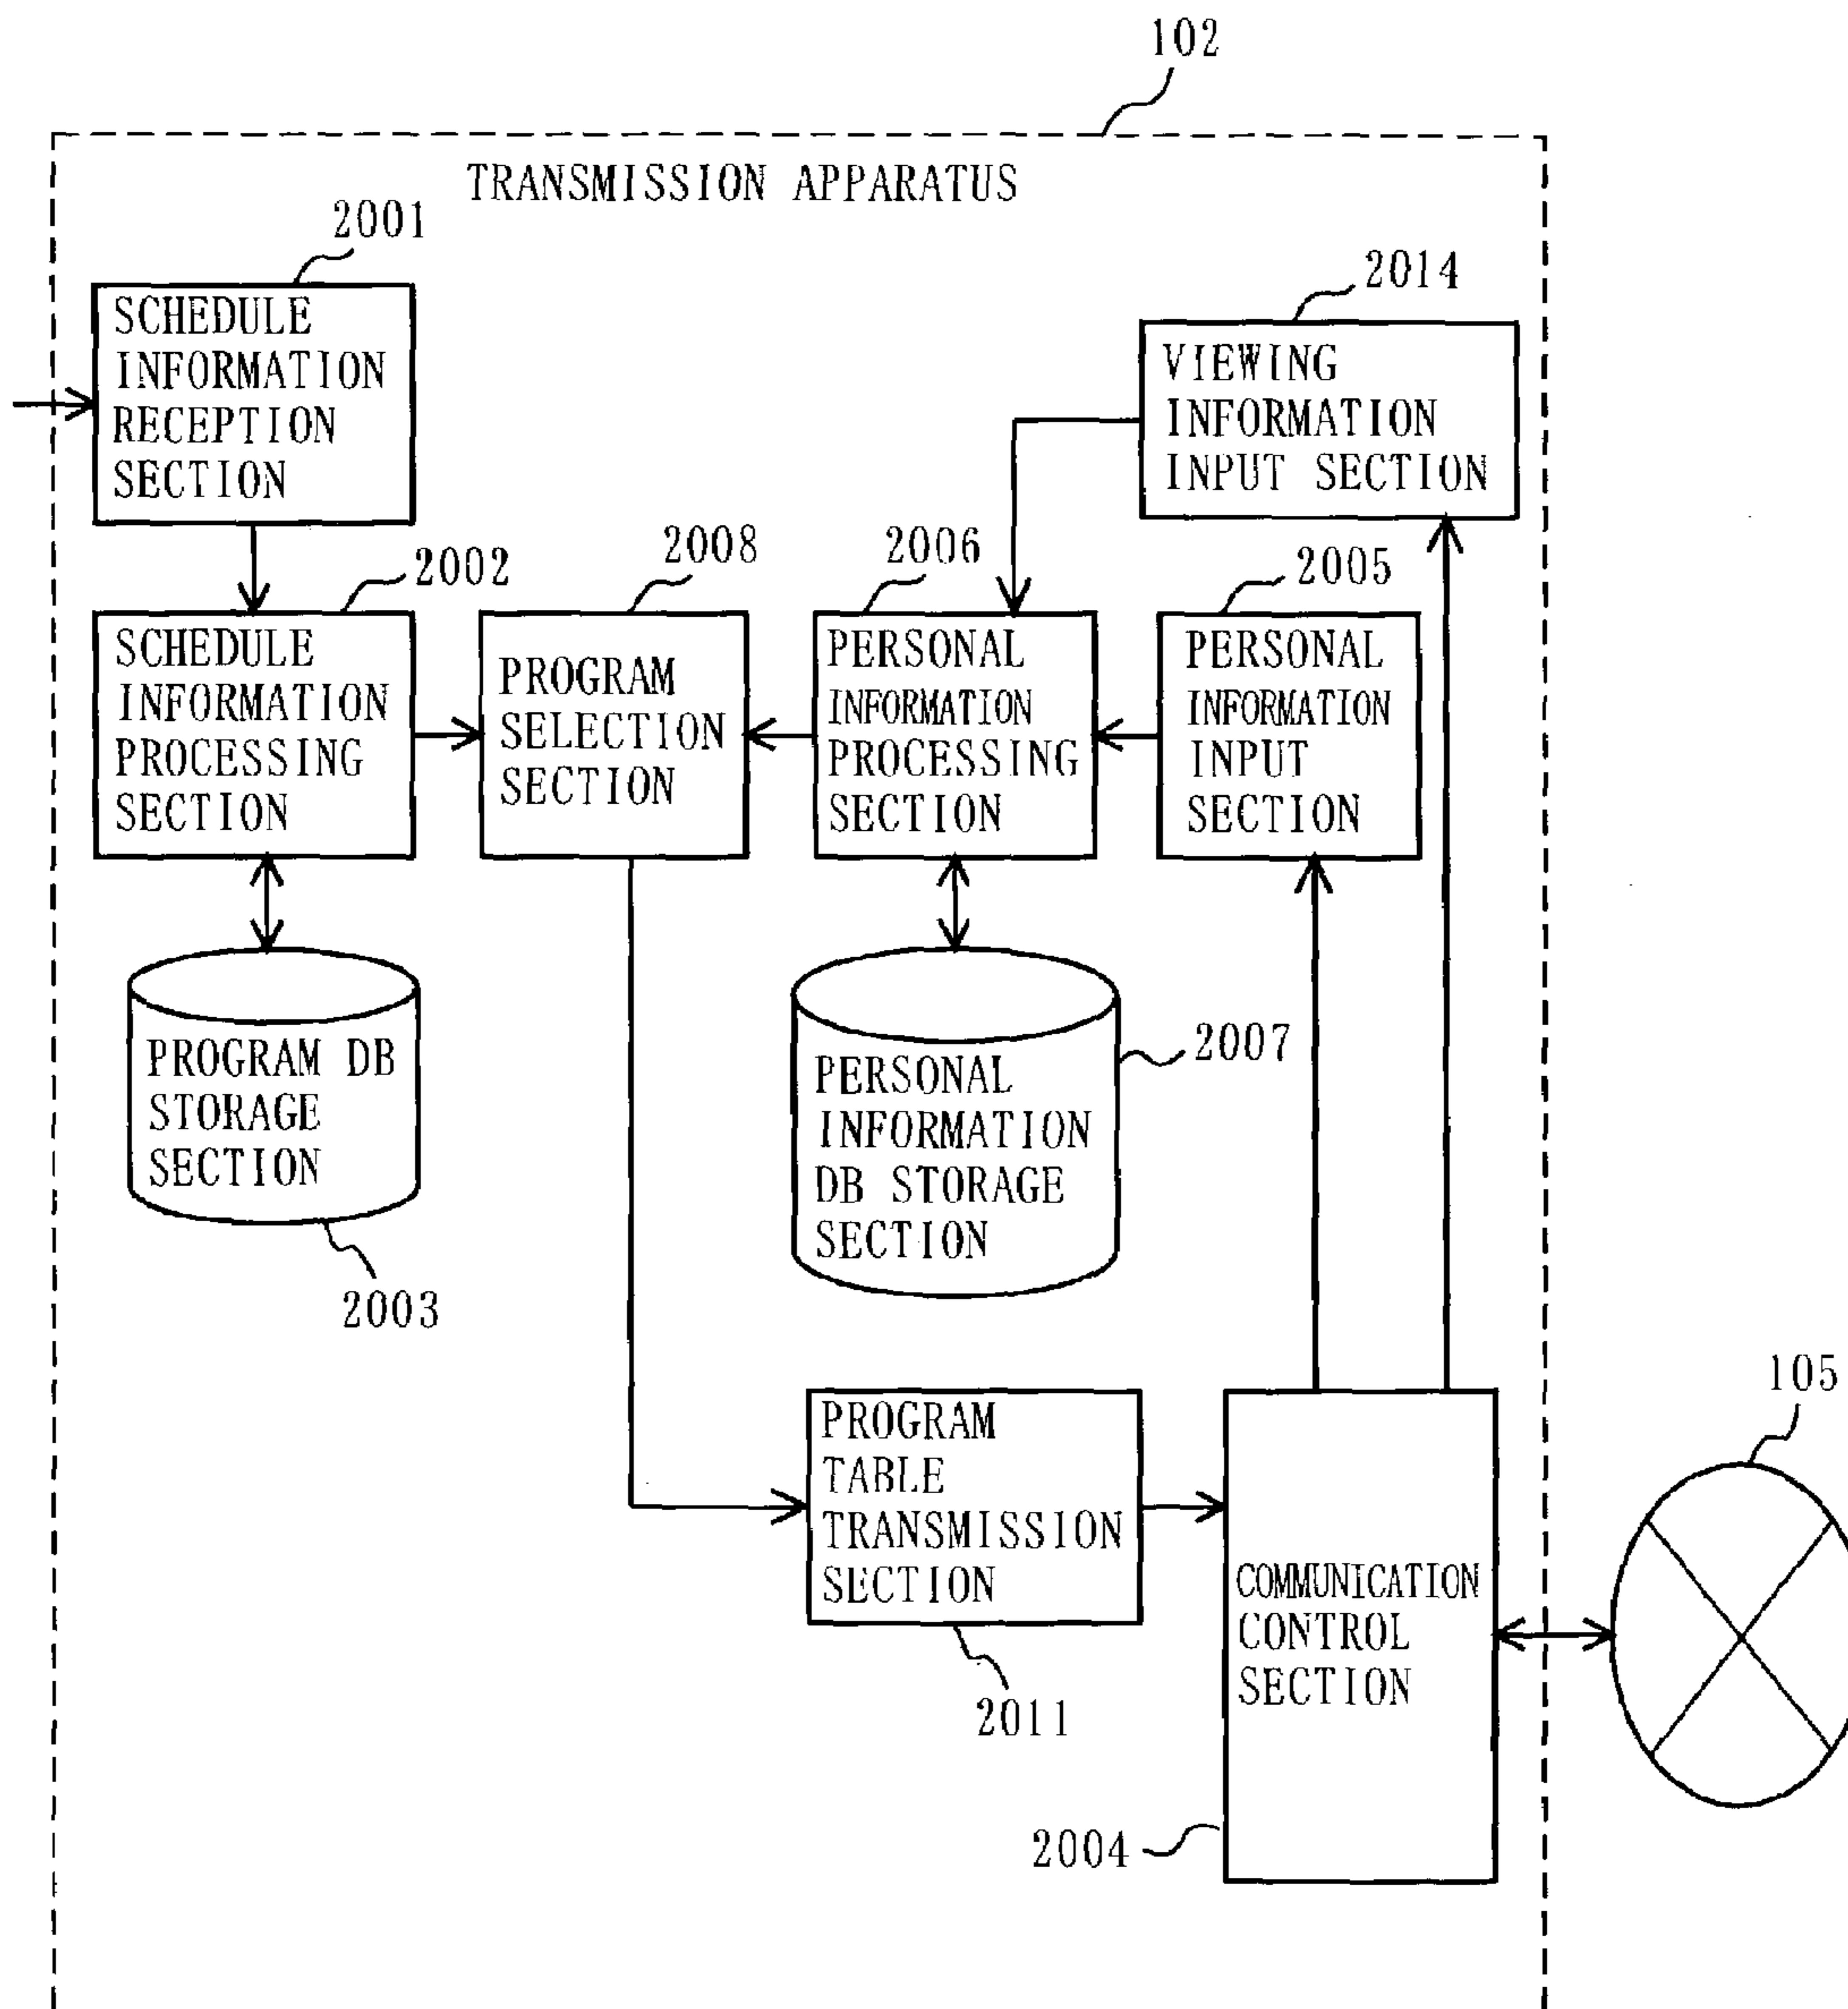 102
TRANSMISSION APPARATUS
2001
SCHEDULE
INFORMATION
RECEPTION
SECTION
2014
VIEWING
INFORMATION
INPUT SECTION
2002
SCHEDULE
INFORMATION
PROCESSING
SECTION
2008
PROGRAM
SELECTION
SECTION
2006
PERSONAL
INFORMATION
PROCESSING
SECTION
2005
PERSONAL
INFORMATION
INPUT
SECTION
PROGRAM DB
STORAGE
SECTION
2003
PERSONAL
INFORMATION
DB STORAGE
SECTION
2007
PROGRAM
TABLE
TRANSMISSION
SECTION
2011
COMMUNICATION
CONTROL
SECTION
2004
105